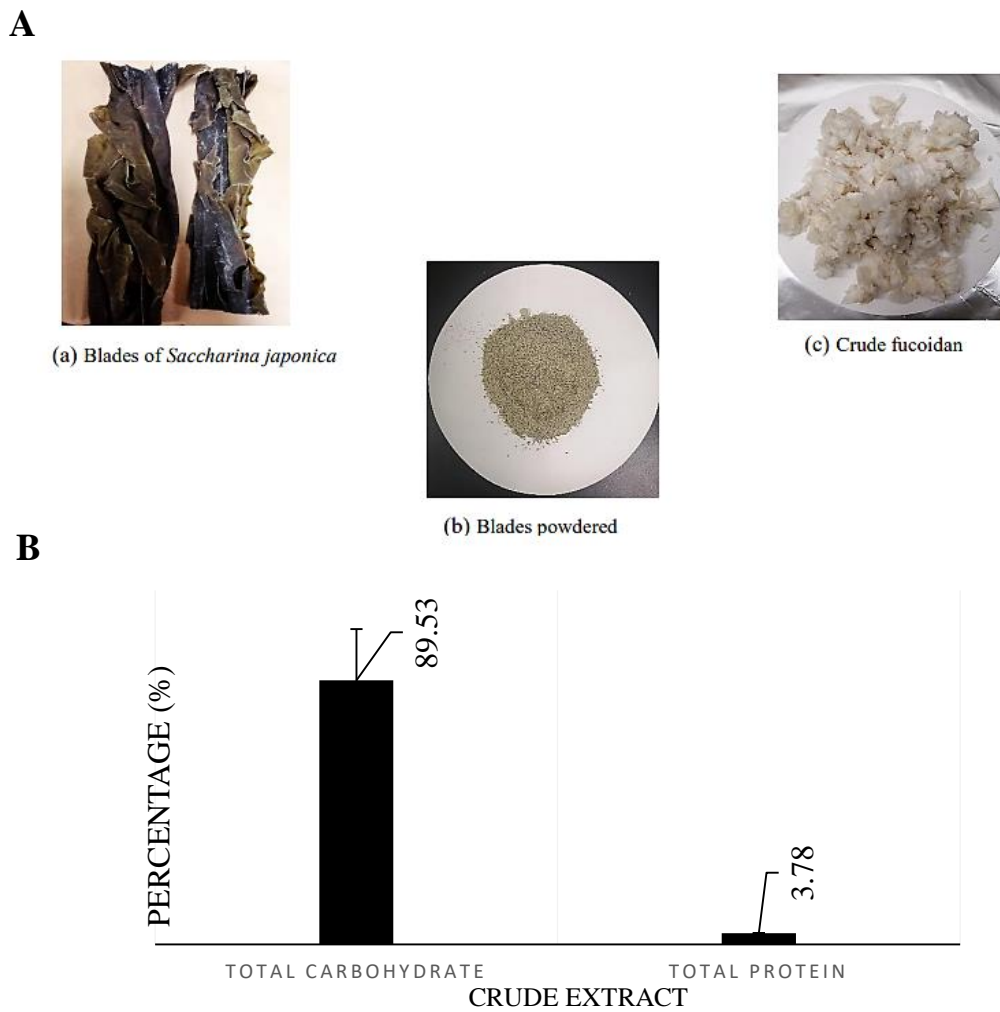 A
(a) Blades of Saccharina japonica
(c) Crude fucoidan
(b) Blades powdered
B
PERCENTAGE (%)
89.53
3.78
TOTAL CARBOHYDRATE
TOTAL PROTEIN
CRUDE EXTRACT